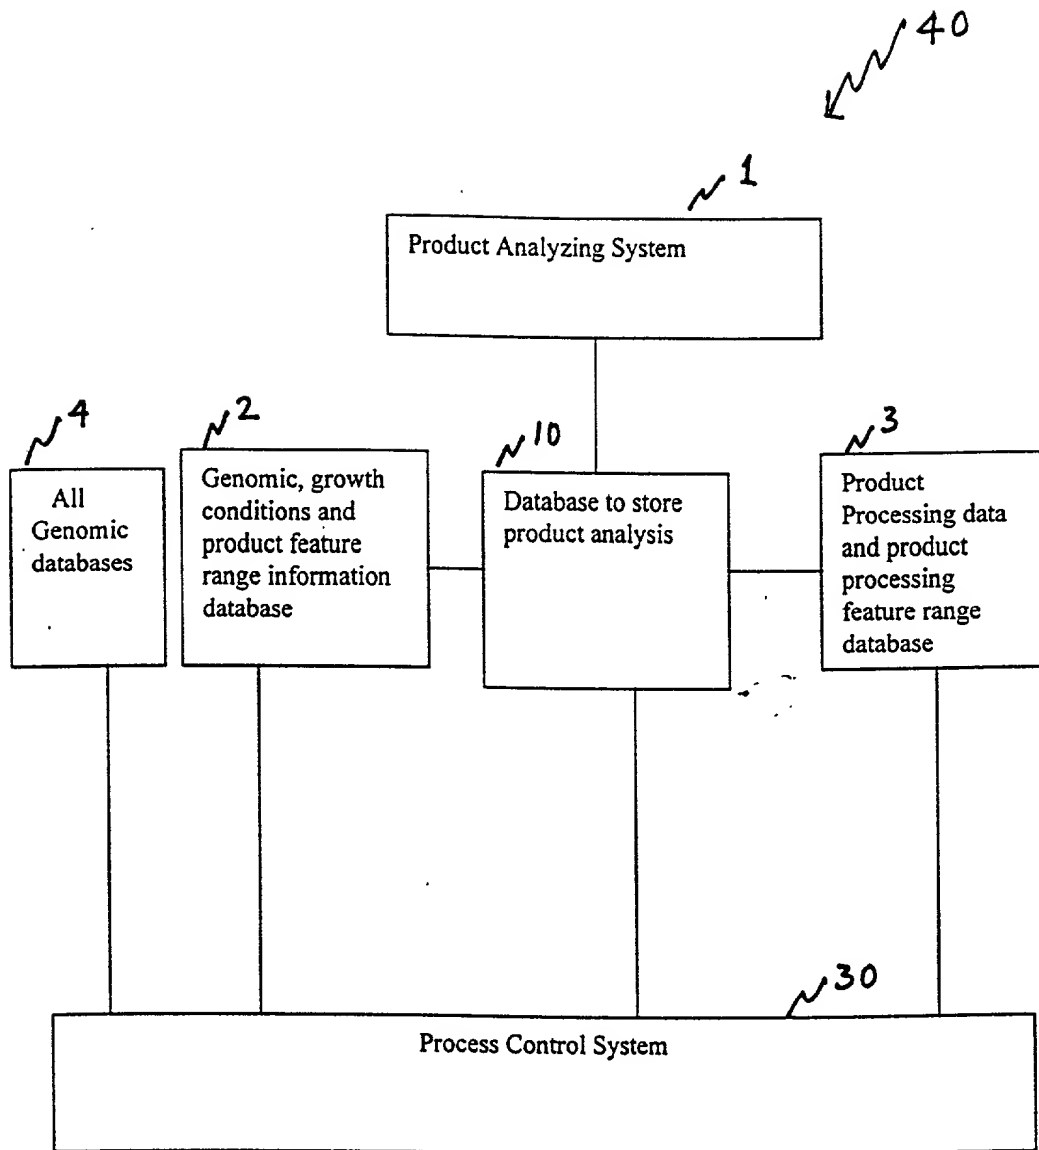 40
1
Product Analyzing System
4
2
10
3
All
Genomic
databases
Genomic, growth
conditions and
product feature
range information
database
Database to store
product analysis
Product
Processing data
and product
processing
feature range
database
30
Process Control System